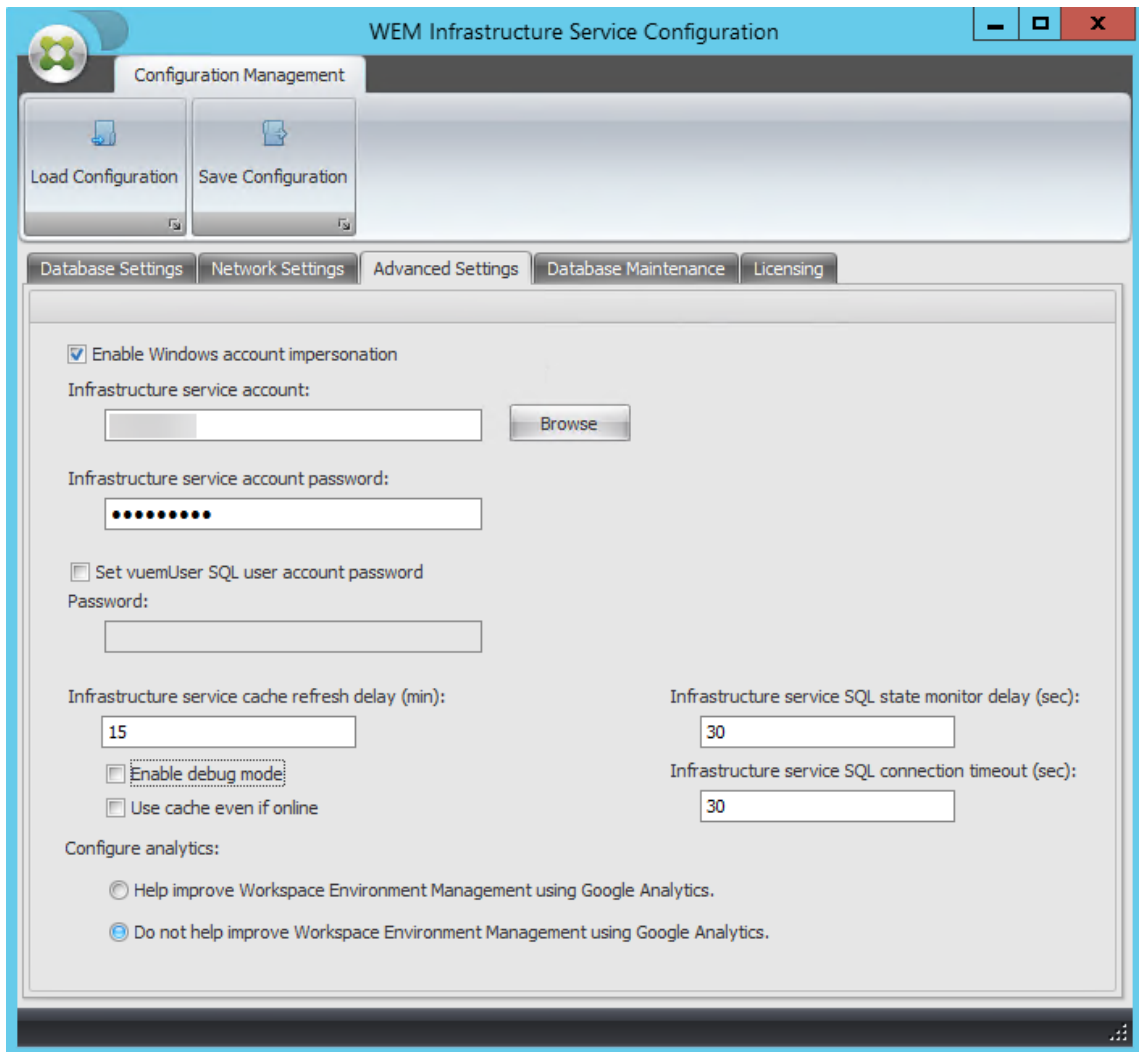 WEM Infrastructure Service Configuration
Configuration Management
Load Configuration
Save Configuration
Database Settings
Network Settings
Advanced Settings
Database Maintenance
Licensing
Enable Windows account impersonation
Infrastructure service account:
Browse
Infrastructure service account password:
•••••••••
Set vuemUser SQL user account password
Password:
Infrastructure service cache refresh delay (min):
15
Enable debug mode
Use cache even if online
Infrastructure service SQL state monitor delay (sec):
30
Infrastructure service SQL connection timeout (sec):
30
Configure analytics:
Help improve Workspace Environment Management using Google Analytics.
Do not help improve Workspace Environment Management using Google Analytics.